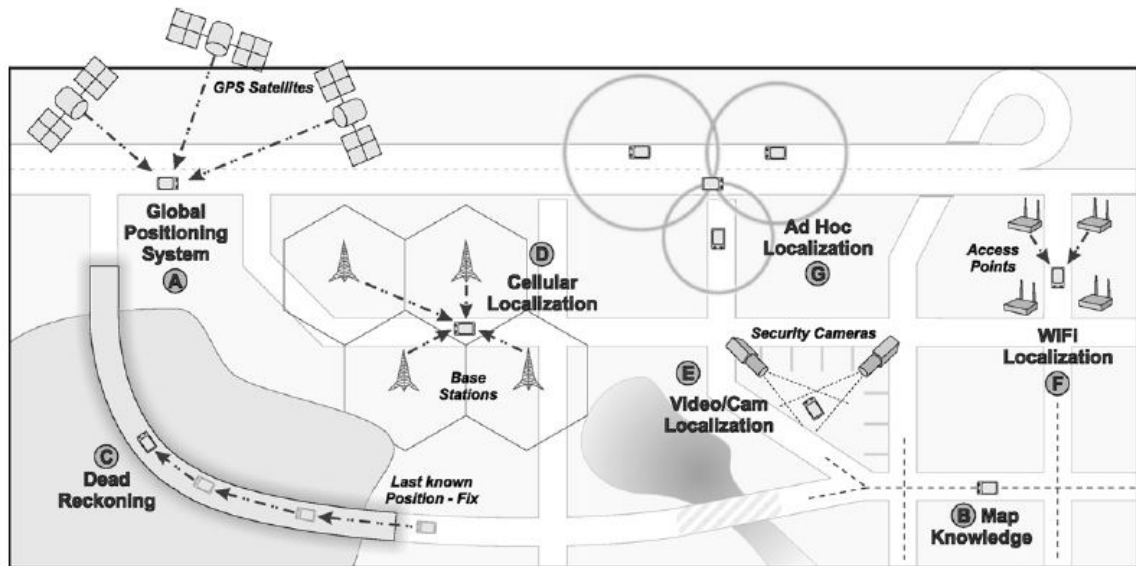 GPS Satellites
Global
Positioning
System
A
D
Cellular
Localization
Base
Stations
Ad Hoc
Localization
G
Access
Points
WIFI
Localization
F
Security Cameras
E
Video/Cam
Localization
C
Dead
Reckoning
Last known
Position - Fix
B Map
Knowledge